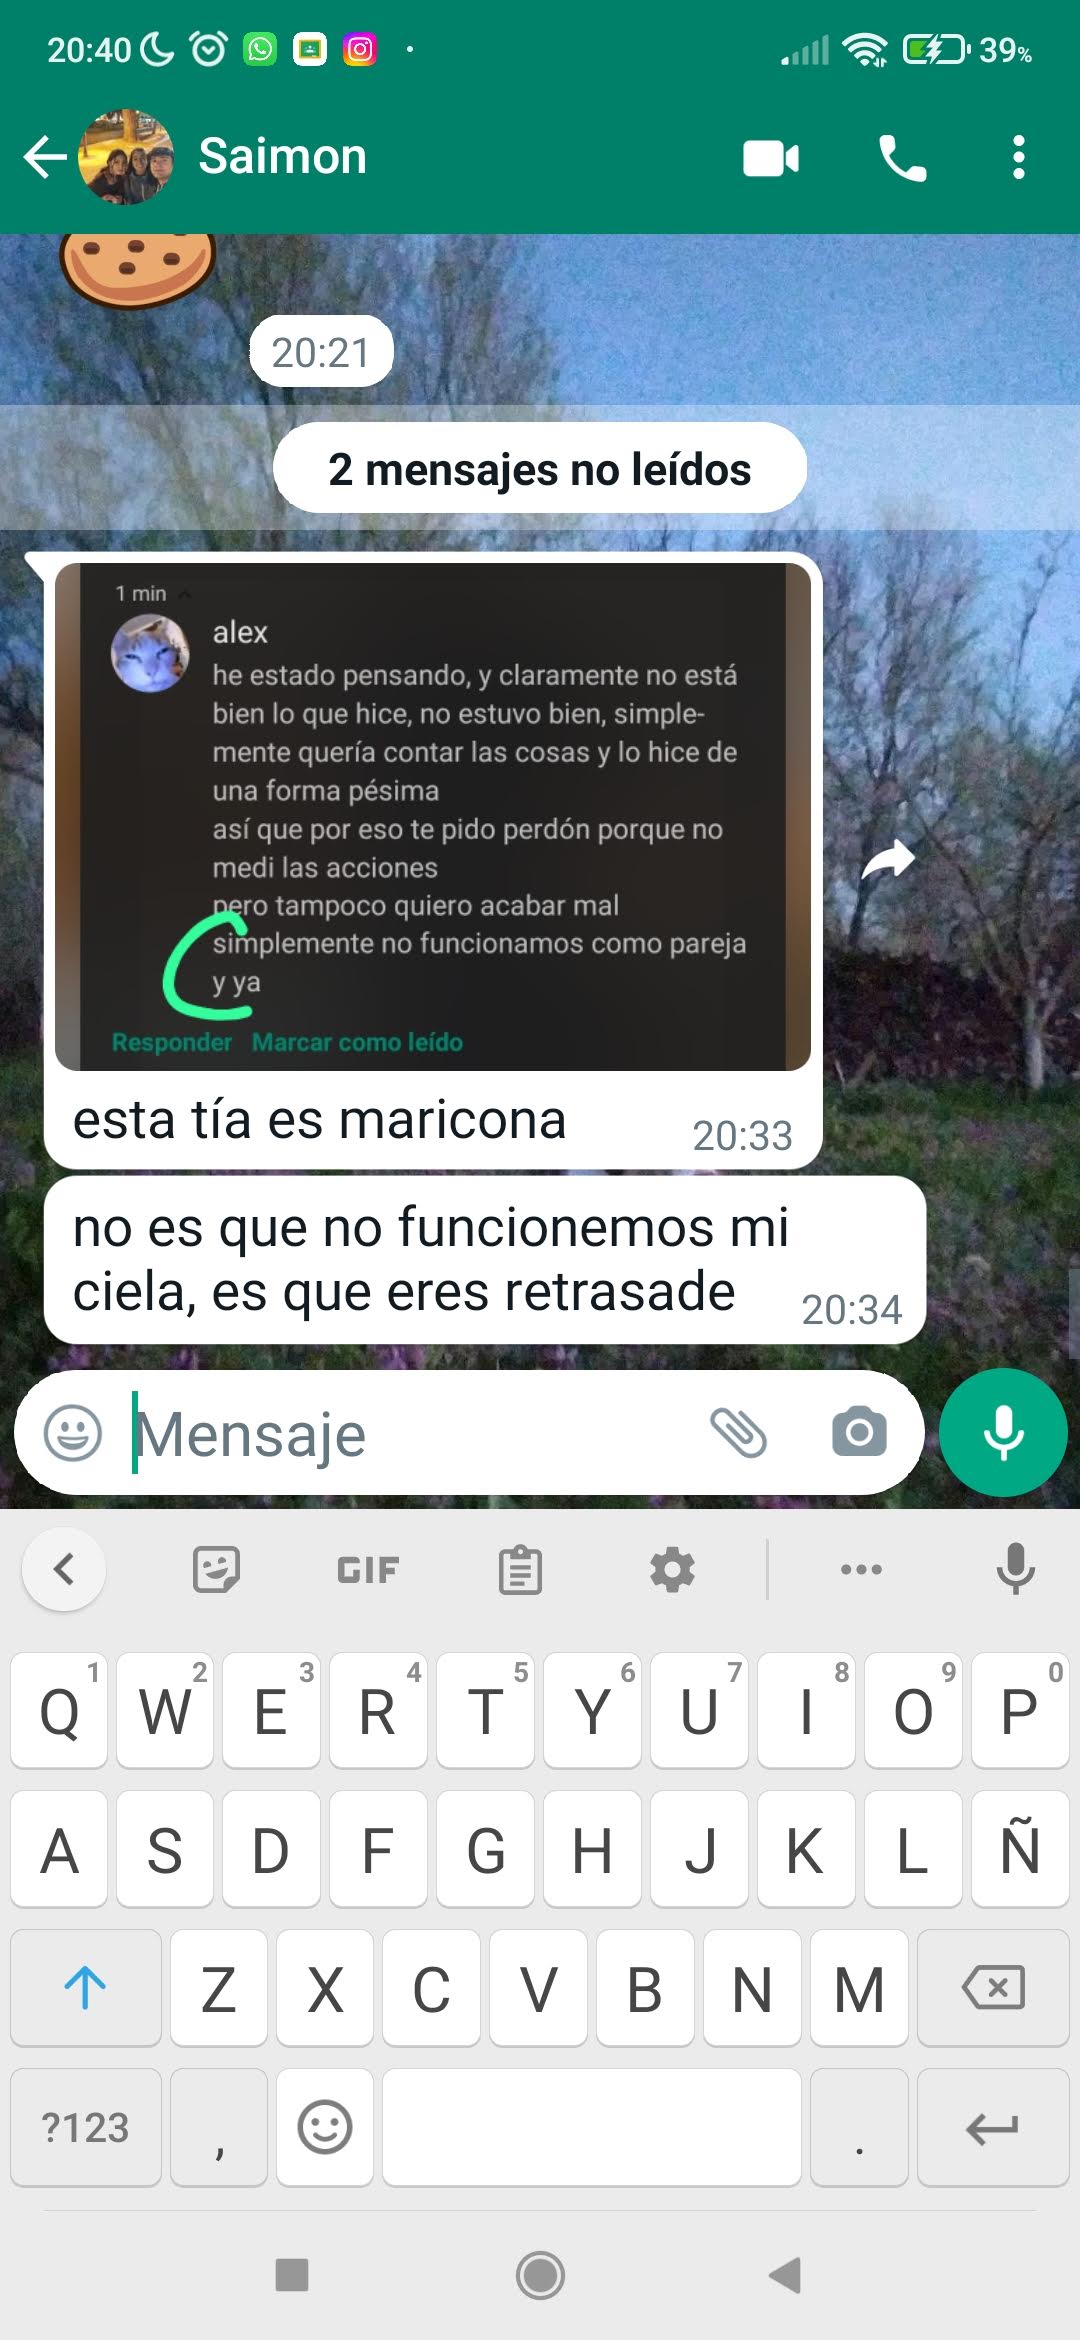 20:40
39%
Saimon
20:21
2 mensajes no leídos
1 min
alex
he estado pensando, y claramente no está
bien lo que hice, no estuvo bien, simple-
mente quería contar las cosas y lo hice de
una forma pésima
así que por eso te pido perdón porque no
medi las acciones
pero tampoco quiero acabar mal
simplemente no funcionamos como pareja
y ya
Responder Marcar como leído
esta tía es maricona 20:33
no es que no funcionemos mi
ciela, es que eres retrasade 20:34
Mensaje
GIF
1 2 3 4 5 6 7 8 9 0
Q W E R T Y U I O P
A S D F G H J K L Ñ
Z X C V B N M
?123 , .